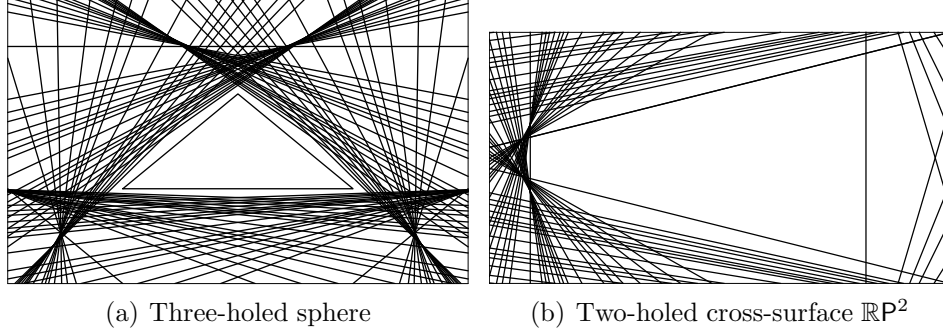 (a) Three-holed sphere
(b) Two-holed cross-surface ℝP²